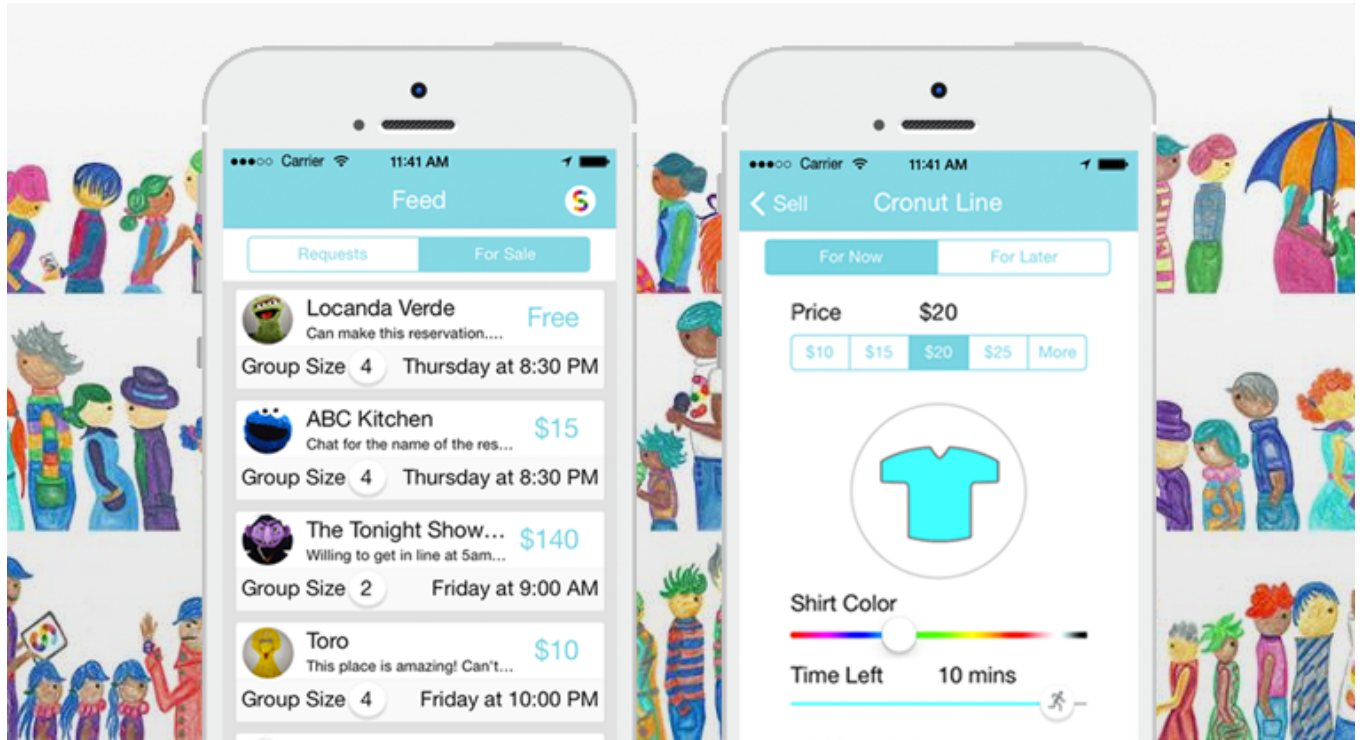 Carrier 11:41 AM
Feed
S
Requests For Sale
Locanda Verde
Free
Can make this reservation....
Group Size 4 Thursday at 8:30 PM
ABC Kitchen
$15
Chat for the name of the res...
Group Size 4 Thursday at 8:30 PM
The Tonight Show...
$140
Willing to get in line at 5am...
Group Size 2 Friday at 9:00 AM
Toro
$10
This place is amazing! Can't...
Group Size 4 Friday at 10:00 PM
Carrier 11:41 AM
Sell Cronut Line
For Now For Later
Price $20
$10 $15 $20 $25 More
Shirt Color
Time Left 10 mins